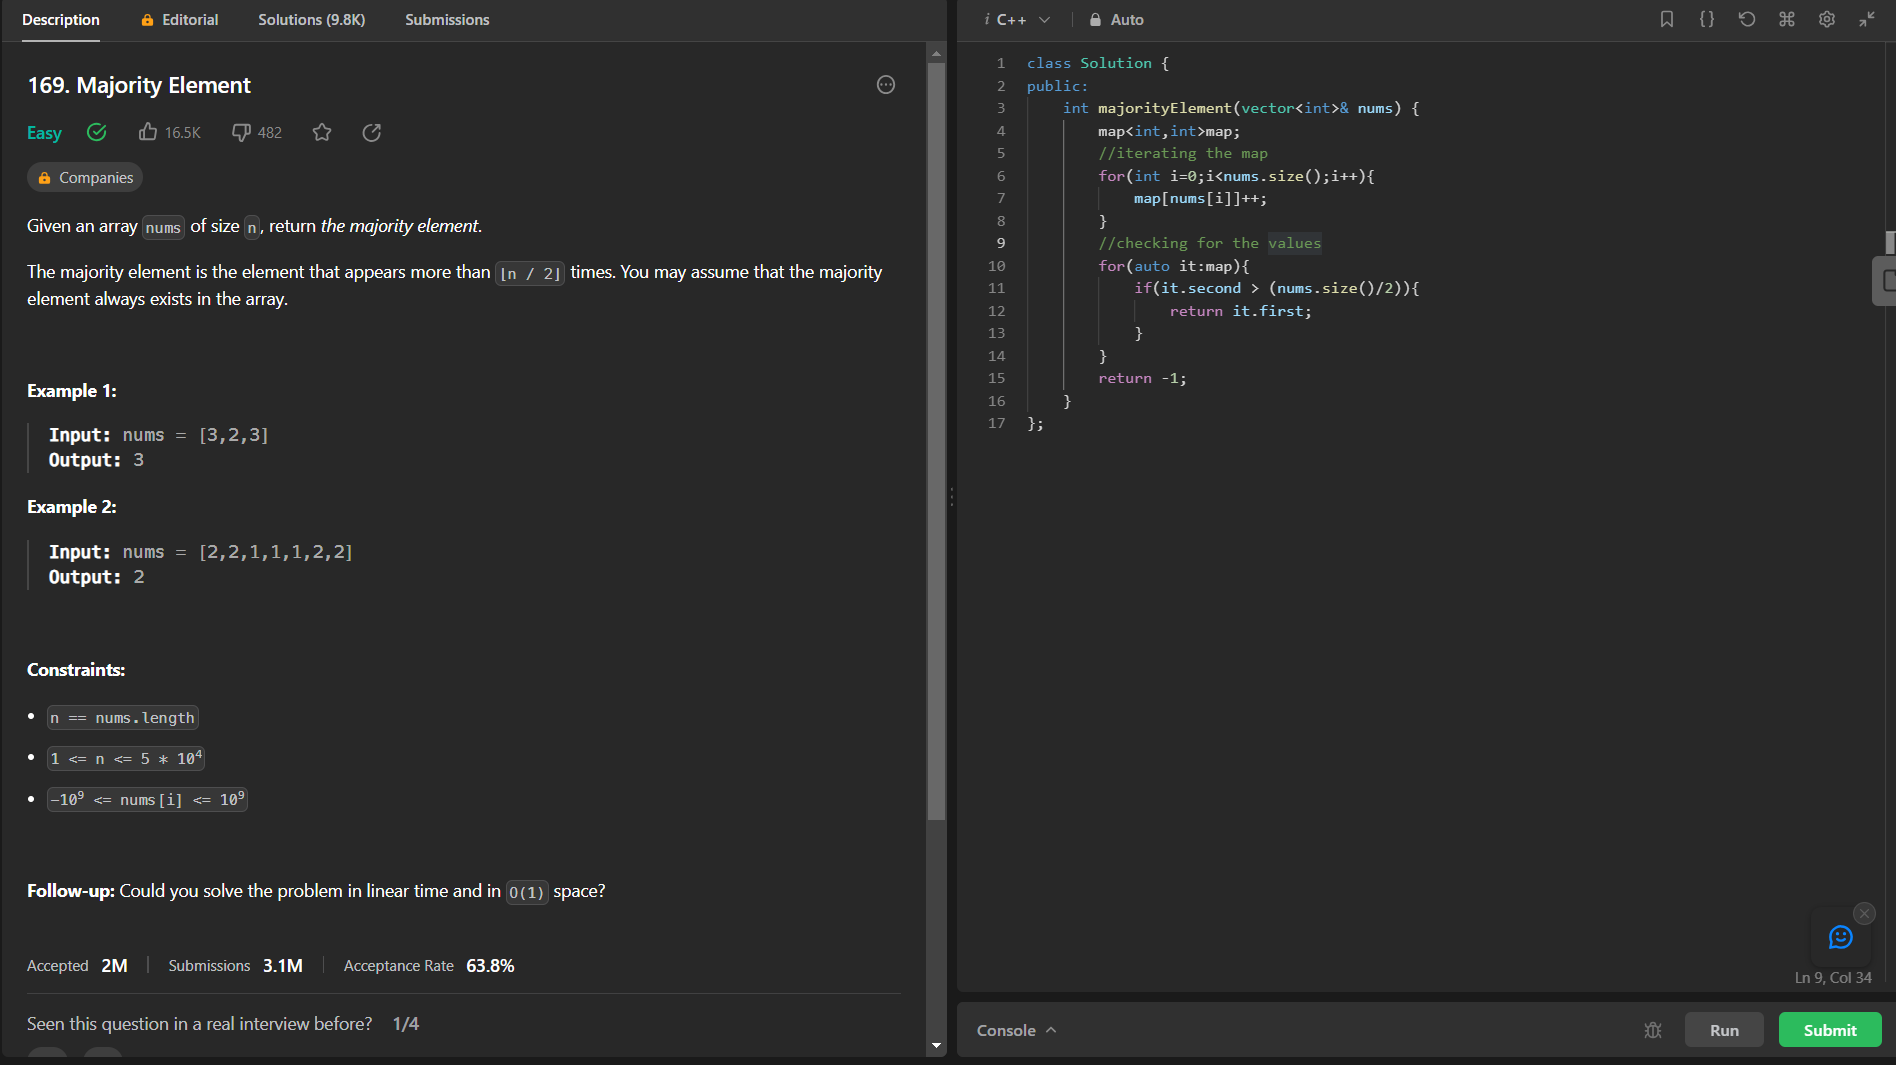 Description Editorial Solutions (9.8K) Submissions
169. Majority Element
Easy 16.5K 482
Companies
Given an array nums of size n, return the majority element.
The majority element is the element that appears more than ⌊n / 2⌋ times. You may assume that the majority
element always exists in the array.
Example 1:
Input: nums = [3,2,3]
Output: 3
Example 2:
Input: nums = [2,2,1,1,1,2,2]
Output: 2
Constraints:
• n == nums.length
• 1 <= n <= 5 * 10⁴
• -10⁹ <= nums[i] <= 10⁹
Follow-up: Could you solve the problem in linear time and in O(1) space?
Accepted 2M | Submissions 3.1M | Acceptance Rate 63.8%
Seen this question in a real interview before? 1/4
i C++ | Auto
1 class Solution {
2 public:
3     int majorityElement(vector<int>& nums) {
4         map<int,int>map;
5         //iterating the map
6         for(int i=0;i<nums.size();i++){
7             map[nums[i]]++;
8         }
9         //checking for the values
10         for(auto it:map){
11             if(it.second > (nums.size()/2)){
12                 return it.first;
13             }
14         }
15         return -1;
16     }
17 };
Ln 9, Col 34
Console Run Submit